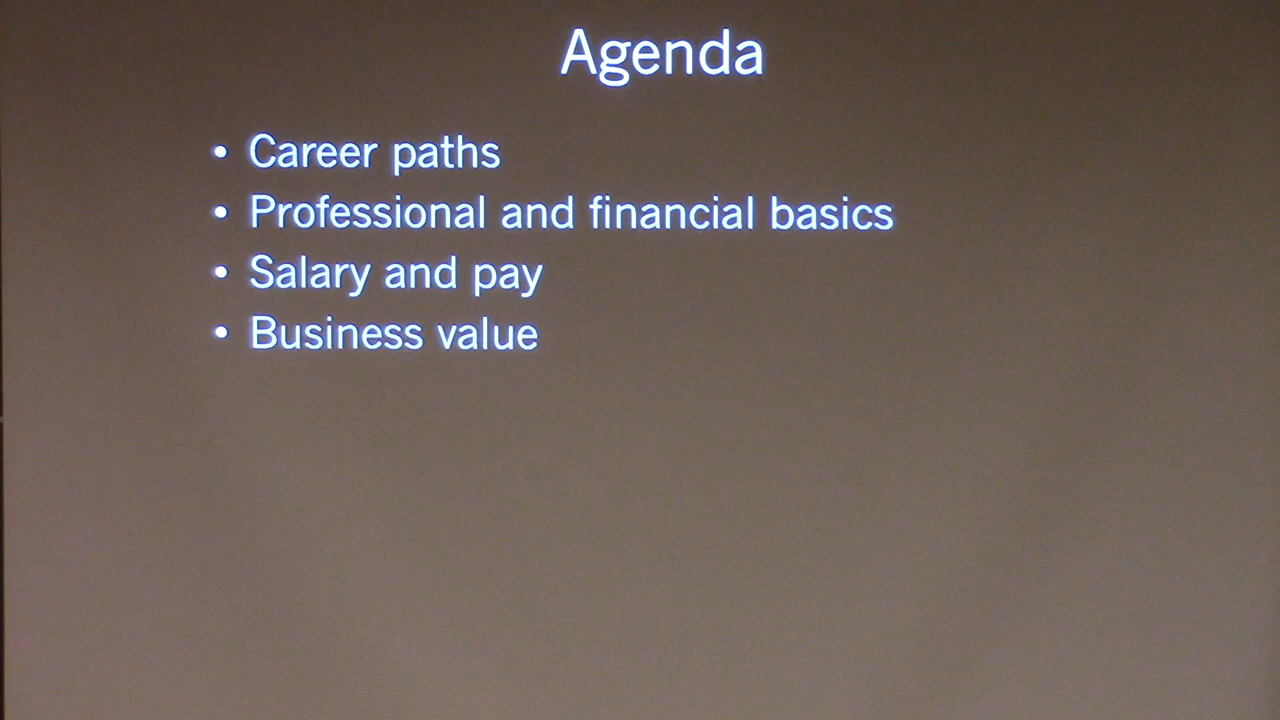 Agenda
• Career paths
• Professional and financial basics
• Salary and pay
• Business value